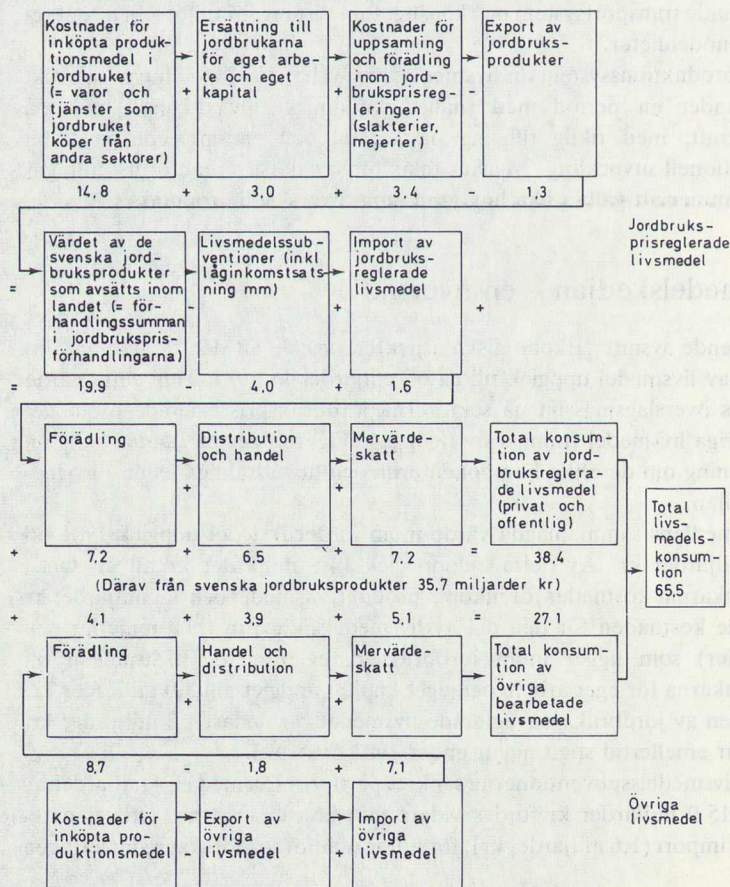 Kostnader för
inköpta produk-
tionsmedel i
jordbruket
(= varor och
tjänster som
jordbruket
köper från
andra sektorer)
+
Ersättning till
jordbrukarna
för eget arbe-
te och eget
kapital
+
Kostnader för
uppsamling
och förädling
bruksprisreg-
leringen
(slakterier,
mejerier)
-
Export av
jordbruks-
produkter
14,8 + 3,0 + 3,4 - 1,3
Jordbruks-
prisreglerade
livsmedel
=
Värdet av de
svenska jord-
bruksprodukter
som avsätts inom
landet (= för-
handlingssumman
i jordbrukspris-
förhandlingarna)
-
Livsmedelssub-
ventioner (inkl
låginkomstsats-
ning mm)
+
Import av
jordbruks-
reglerade
livsmedel
+
19,9 - 4,0 + 1,6
Förädling
+
Distribution
och handel
+
Mervärde-
skatt
=
Total konsum-
tion av jord-
bruksreglera-
de livsmedel
(privat och
offentlig)
+ 7,2 + 6,5 + 7,2 = 38,4
Total
livs-
medels-
konsum-
tion
65,5
(Därav från svenska jordbruksprodukter 35,7 miljarder kr)
+ 4,1 + 3,9 + 5,1 = 27,1
Förädling
+
Handel och
distribution
+
Mervärde-
skatt
=
Total konsum-
övriga
bearbetade
livsmedel
8,7 - 1,8 + 7,1
Kostnader för
inköpta pro-
duktionsmedel
-
Export av
övriga
livsmedel
+
Import av
övriga
livsmedel
Övriga
livsmedel